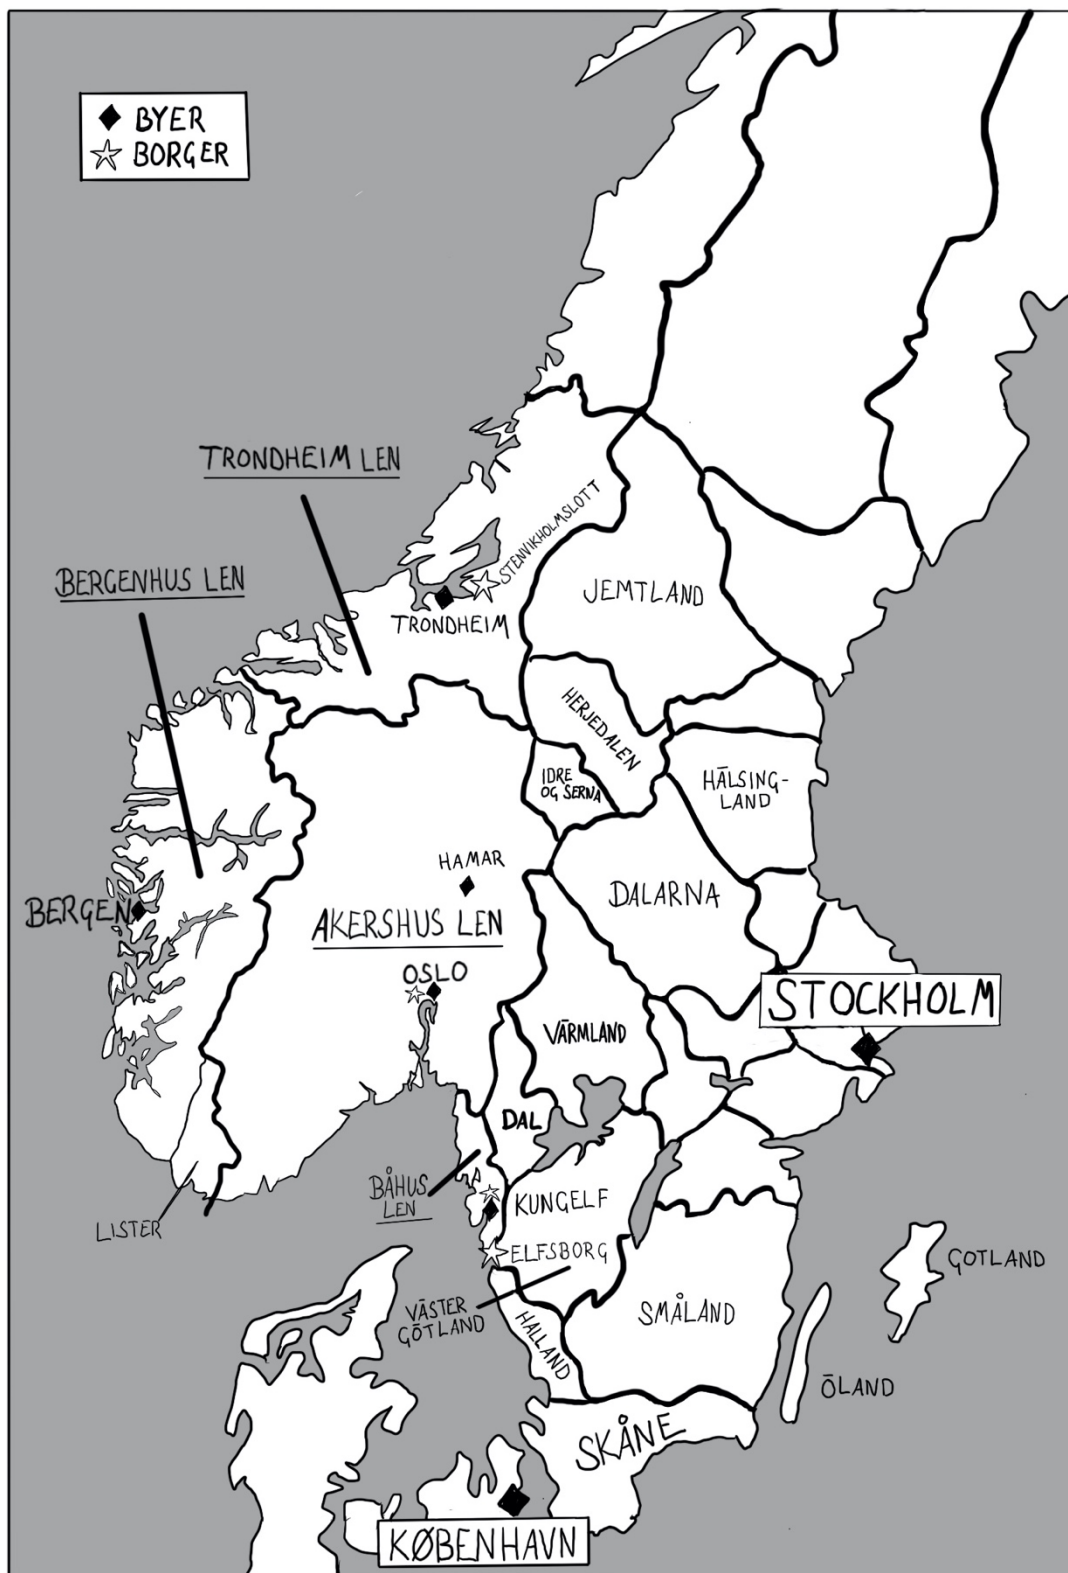 BYER
BORGER
TRONDHEIM LEN
STENVIKHOLMSLOTT
BERGENHUS LEN
JEMTLAND
TRONDHEIM
HERJEDALEN
IDRE
OG SERNA
HÄLSING-
LAND
HAMAR
DALARNA
BERGEN
AKERSHUS LEN
OSLO
STOCKHOLM
VÄRMLAND
DAL
BÅHUS
LEN
KUNGELF
LISTER
ELFSBORG
GOTLAND
VÄSTER
GÖTLAND
HALLAND
SMÅLAND
ÖLAND
SKÅNE
KØBENHAVN